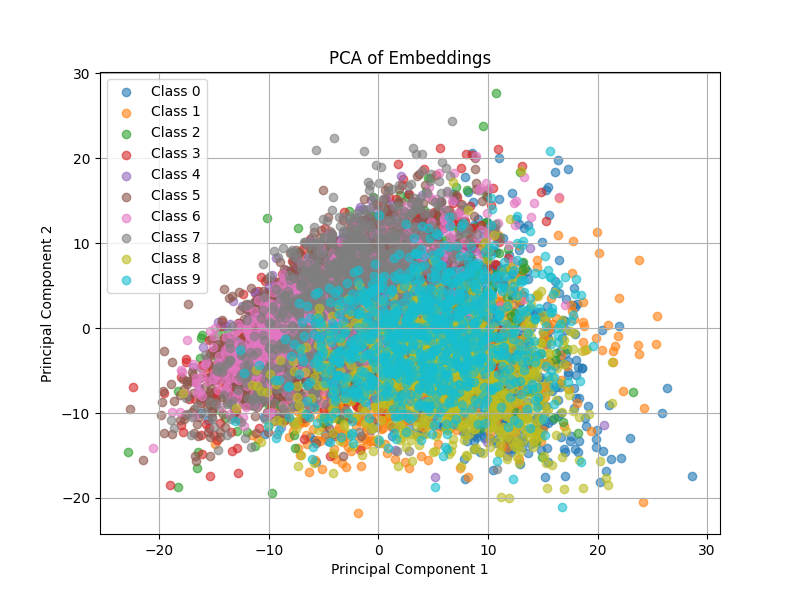 PCA of Embeddings
Class 0
Class 1
Class 2
Class 3
Class 4
Class 5
Class 6
Class 7
Class 8
Class 9
Principal Component 2
30
20
10
0
−10
−20
−20 −10 0 10 20 30
Principal Component 1